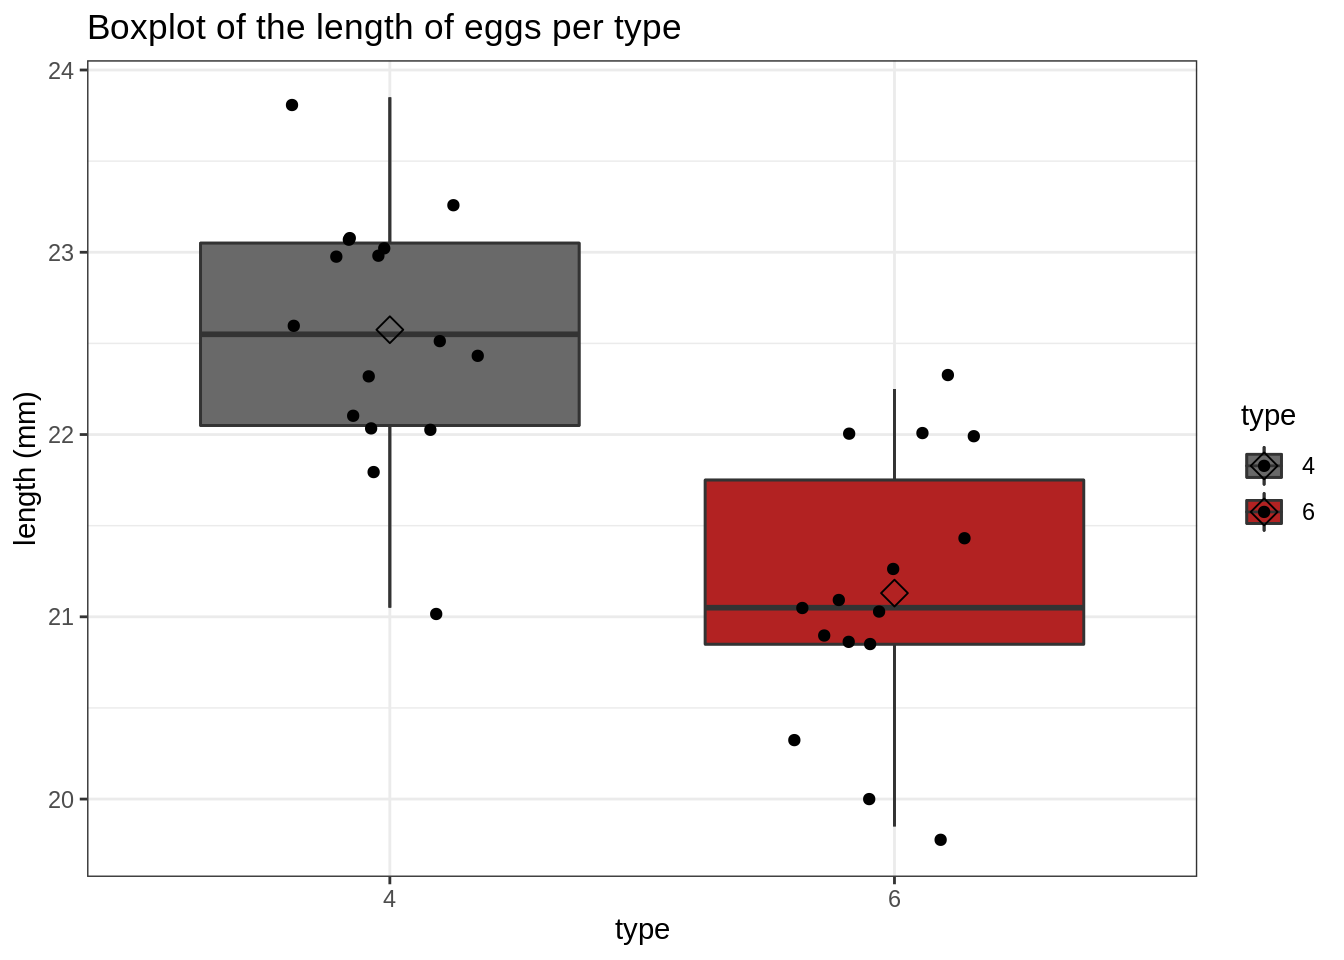 Boxplot of the length of eggs per type
24
23
22
21
20
length (mm)
4
6
type
type
4
6